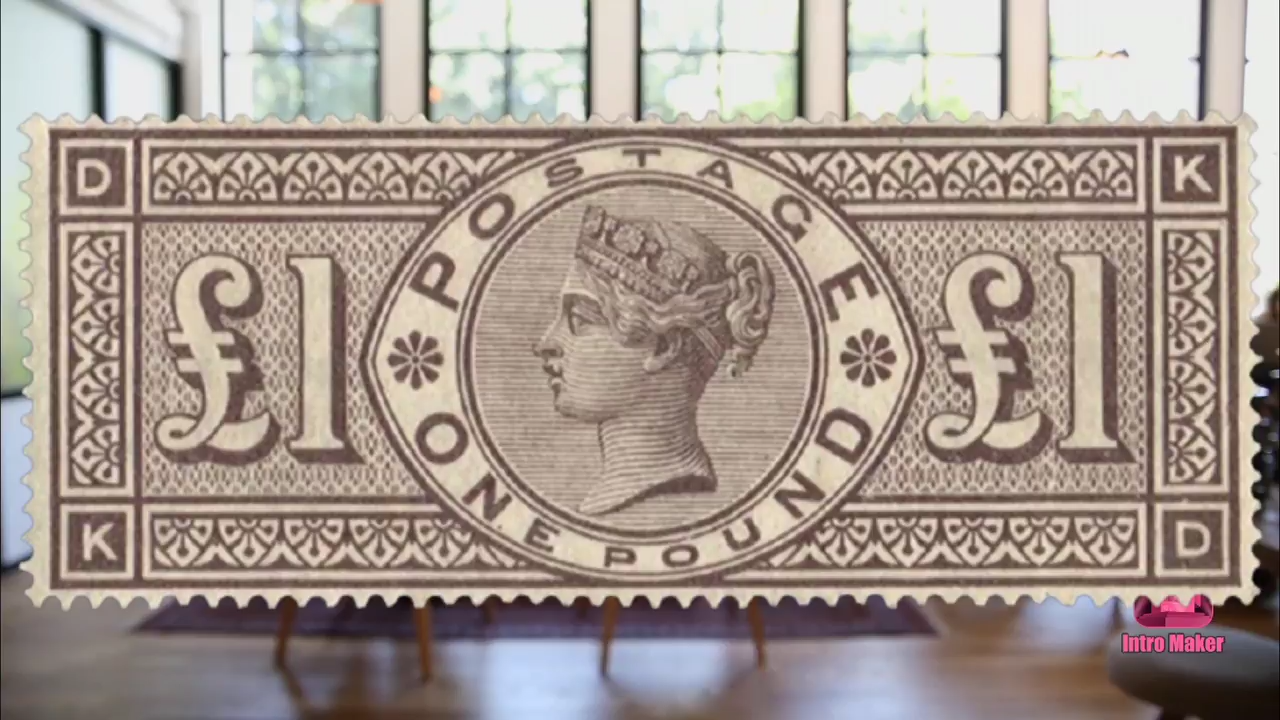 D K
POSTAGE
£1 £1
ONE POUND
K D
Intro Maker